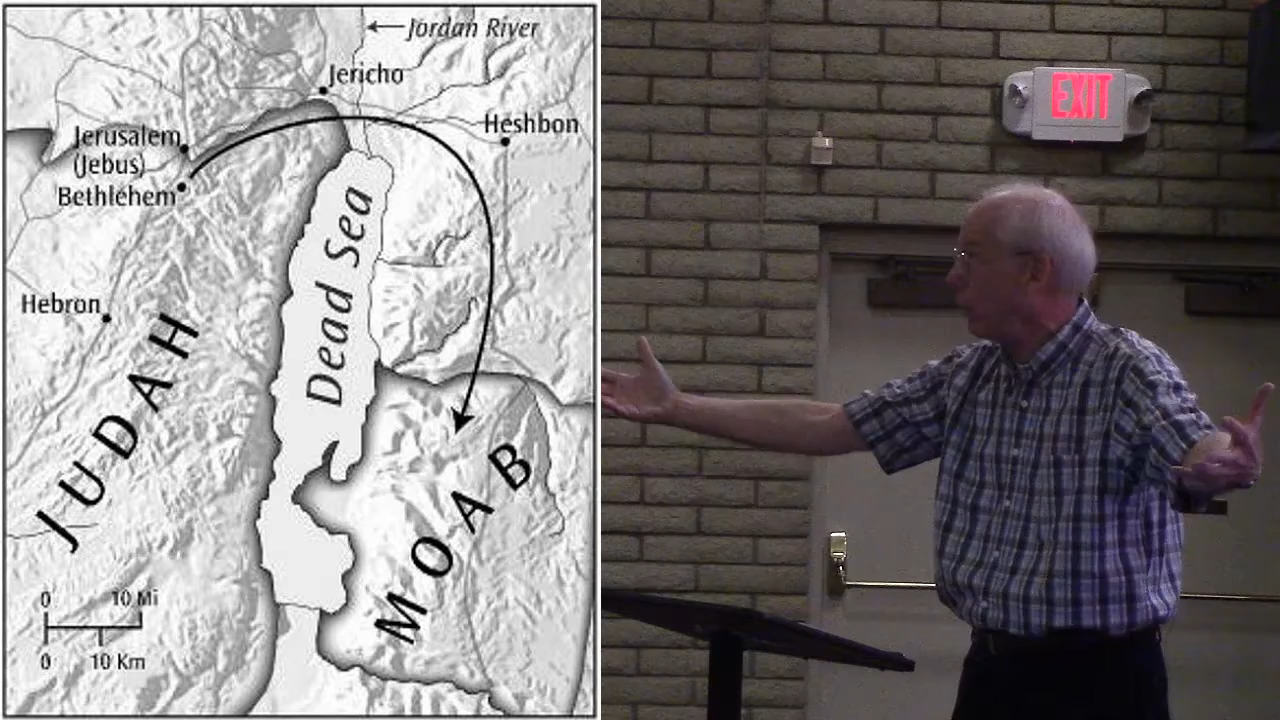 Jordan River
Jericho
Heshbon
Jerusalem
(Jebus)
Bethlehem
Dead Sea
Hebron
JUDAH
MOAB
0 10 Mi
0 10 Km
EXIT